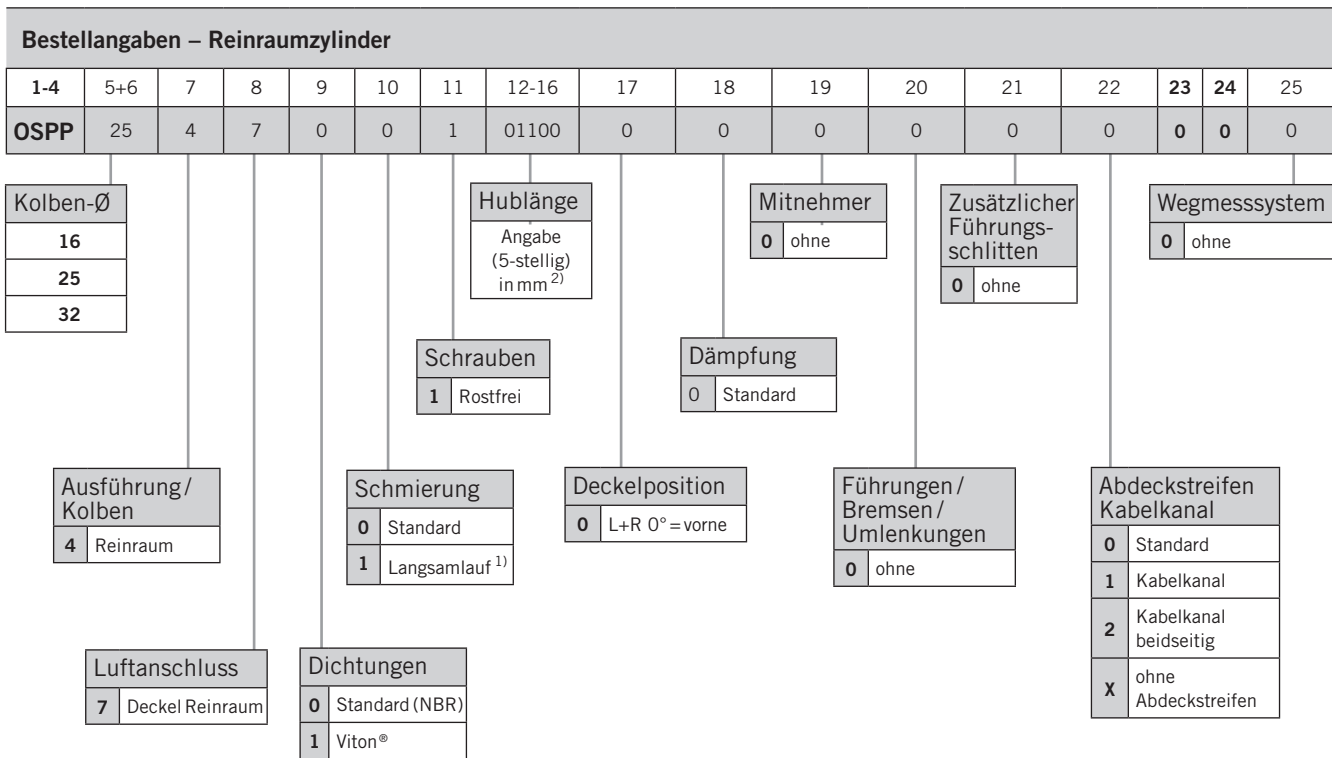 Bestellangaben – Reinraumzylinder
1-4 5+6 7 8 9 10 11 12-16 17 18 19 20 21 22 23 24 25
OSPP 25 4 7 0 0 1 01100 0 0 0 0 0 0 0 0 0
Kolben-Ø
16
25
32
Hublänge
Angabe
(5-stellig)
in mm 2)
Mitnehmer
0 ohne
Zusätzlicher
Führungs-
schlitten
0 ohne
Wegmesssystem
0 ohne
Schrauben
1 Rostfrei
Dämpfung
0 Standard
Ausführung /
Kolben
4 Reinraum
Schmierung
0 Standard
1 Langsamlauf 1)
Deckelposition
0 L+R 0° = vorne
Führungen /
Bremsen /
Umlenkungen
0 ohne
Abdeckstreifen
Kabelkanal
0 Standard
1 Kabelkanal
2 Kabelkanal
beidseitig
X ohne
Abdeckstreifen
Luftanschluss
7 Deckel Reinraum
Dichtungen
0 Standard (NBR)
1 Viton®